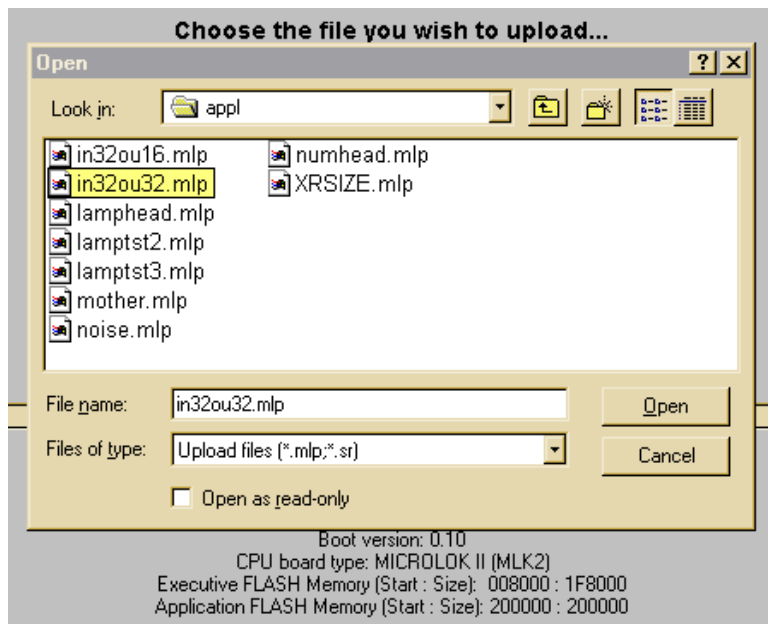 Choose the file you wish to upload...
Open
Look in:
appl
in32ou16.mlp
in32ou32.mlp
lamphead.mlp
lamptst2.mlp
lamptst3.mlp
mother.mlp
noise.mlp
numhead.mlp
XRSIZE.mlp
File name:
in32ou32.mlp
Open
Files of type:
Upload files (*.mlp;*.sr)
Cancel
Open as read-only
Boot version: 0.10
CPU board type: MICROLOK II (MLK2)
Executive FLASH Memory (Start : Size): 008000 : 1F8000
Application FLASH Memory (Start : Size): 200000 : 200000